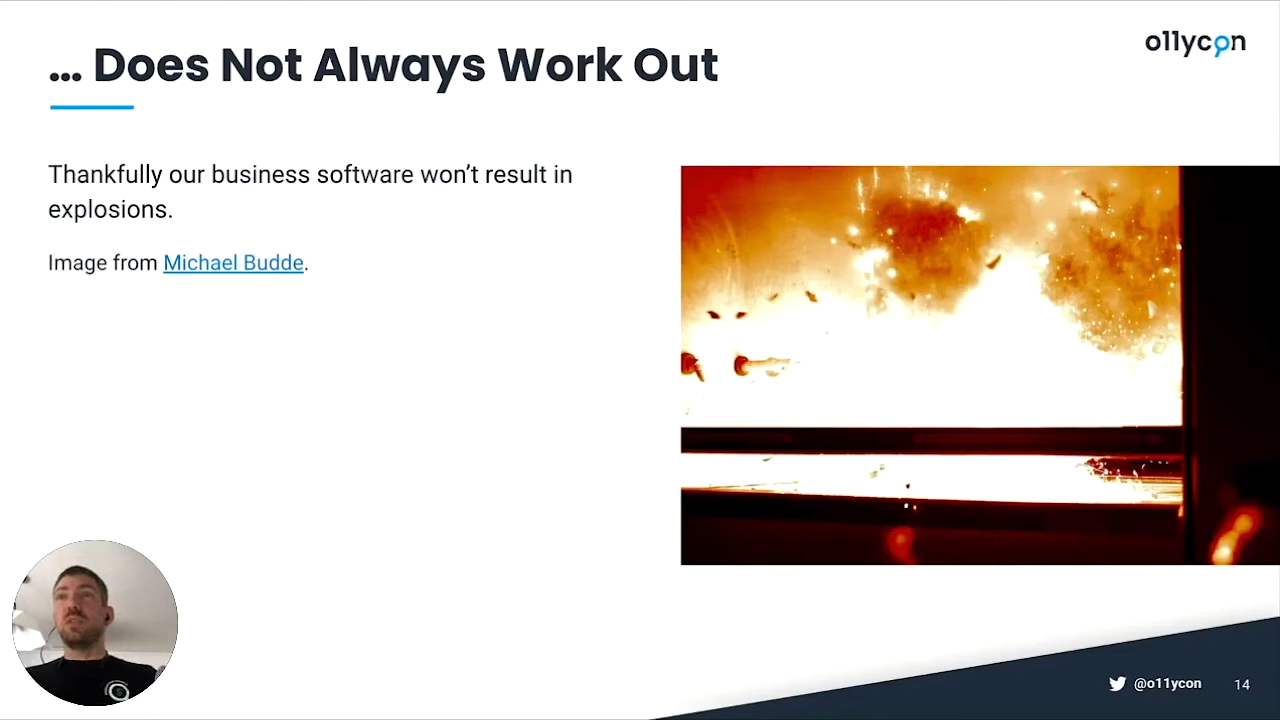 ... Does Not Always Work Out
o11ycon
Thankfully our business software won’t result in
explosions.
Image from Michael Budde.
@o11ycon
14